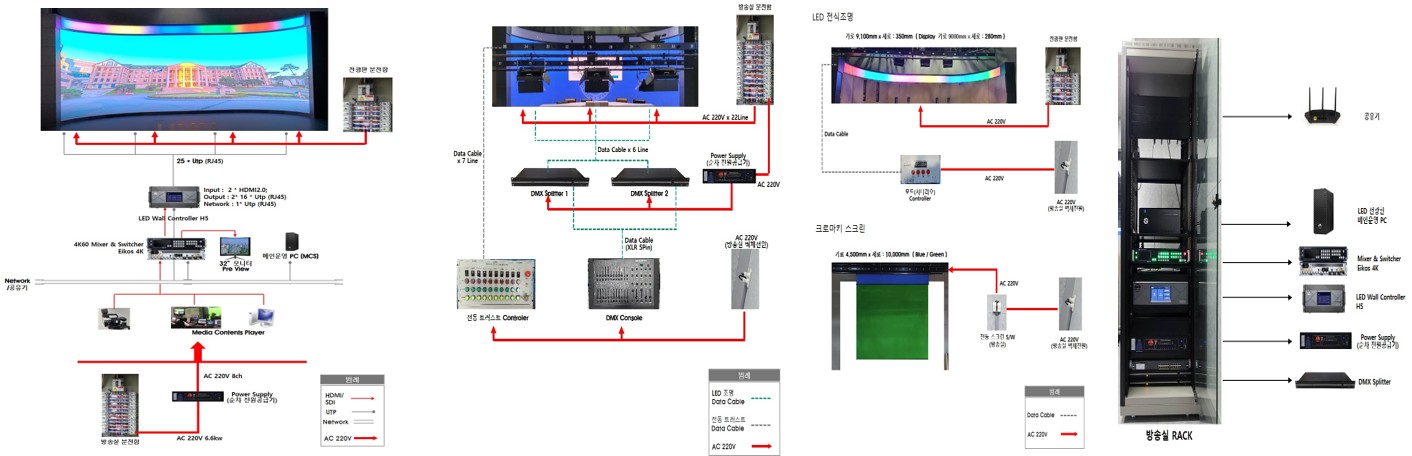 전광판 분전함
25 * Utp (RJ45)
Input : 2 * HDMI2.0;
Output : 2* 16 * Utp (RJ45)
Network : 1* Utp (RJ45)
LED Wall Controller H5
4K60 Mixer & Switcher
Eikos 4K
32" 모니터
Pre View
메인운영 PC (MCS)
Network
/공유기
Media Contents Player
AC 220V 8ch
Power Supply
(순차 전원공급기)
방송실 분전함
AC 220V 6.6kw
범례
HDMI/
SDI
UTP
Network
AC 220V
방송실 분전함
AC 220V x 22Line
Data Cable
x 7 Line
Data Cable x 6 Line
Power Supply
(순차 전원공급기)
AC 220V
DMX Splitter 1
DMX Splitter 2
Data Cable
(XLR 5Pin)
AC 220V
(방송실 벽체전원)
전동 트러스트 Controler
DMX Console
범례
LED 조명
Data Cable
전동 트러스트
Data Cable
AC 220V
LED 전식조명
가로 9,100mm x 세로 : 350mm ( Display 가로 9000mm x 세로 : 280mm )
전광판 분전함
AC 220V
Data Cable
모드(시나리오)
Controller
AC 220V
AC 220V
(방송실 벽체전원)
크로마키 스크린
가로 4,500mm x 세로 : 10,000mm ( Blue / Green )
AC 220V
AC 220V
전동 스크린 S/W
(방송실)
AC 220V
(방송실 벽체전원)
범례
Data Cable
AC 220V
공유기
LED 전광판
메인운영 PC
Mixer & Switcher
Eikos 4K
LED Wall Controller
H5
Power Supply
(순차 전원공급기)
DMX Splitter
방송실 RACK